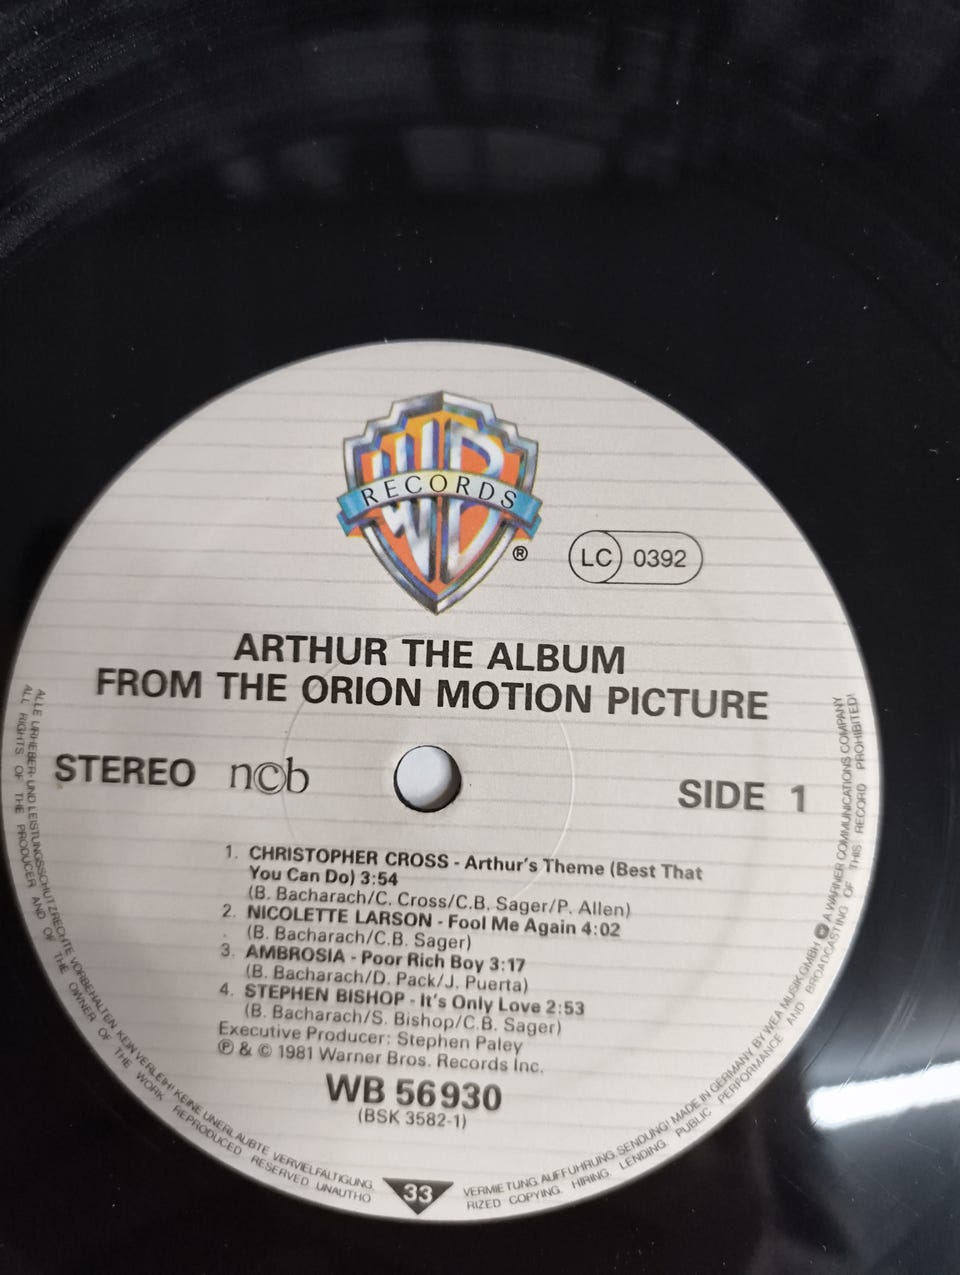 WB
RECORDS
®
LC 0392
ARTHUR THE ALBUM
FROM THE ORION MOTION PICTURE
STEREO n©b
SIDE 1
1. CHRISTOPHER CROSS - Arthur's Theme (Best That
You Can Do) 3:54
(B. Bacharach/C. Cross/C.B. Sager/P. Allen)
2. NICOLETTE LARSON - Fool Me Again 4:02
(B. Bacharach/C.B. Sager)
3. AMBROSIA - Poor Rich Boy 3:17
(B. Bacharach/D. Pack/J. Puerta)
4. STEPHEN BISHOP - It's Only Love 2:53
(B. Bacharach/S. Bishop/C.B. Sager)
Executive Producer: Stephen Paley
℗ & © 1981 Warner Bros. Records Inc.
WB 56 930
(BSK 3582-1)
33
ALLE URHEBER- UND LEISTUNGSSCHUTZRECHTE VORBEHALTEN. KEIN VERLEIH! KEINE UNERLAUBTE VERVIELFÄLTIGUNG, VERMIETUNG, AUFFÜHRUNG, SENDUNG! MADE IN GERMANY BY WEA MUSIK GMBH A WARNER COMMUNICATIONS COMPANY
ALL RIGHTS OF THE PRODUCER AND OF THE OWNER OF THE WORK REPRODUCED RESERVED UNAUTHORIZED COPYING, HIRING, LENDING, PUBLIC PERFORMANCE AND BROADCASTING OF THIS RECORD PROHIBITED!